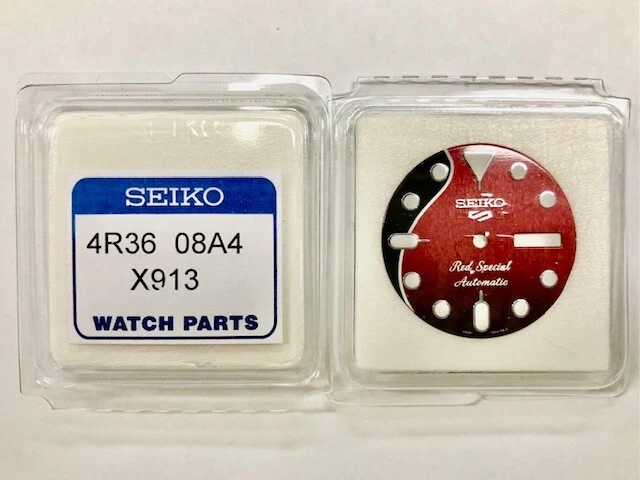 SEIKO
4R36 08A4
X913
WATCH PARTS
SEIKO
Red Special
Automatic